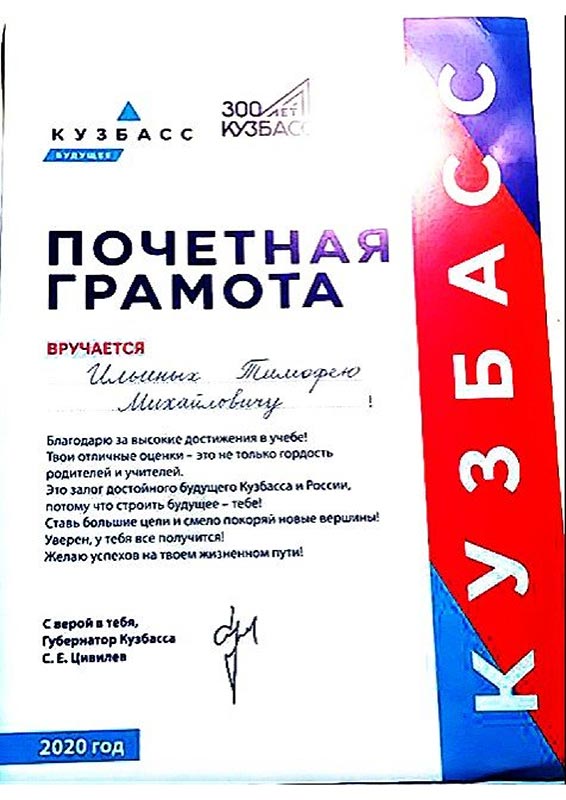 КУЗБАСС
БУДУЩЕЕ
300 ЛЕТ
КУЗБАСС
ПОЧЕТНАЯ
ГРАМОТА
ВРУЧАЕТСЯ
Ильиных Тимофею
Михайловичу !
Благодарю за высокие достижения в учебе!
Твои отличные оценки – это не только гордость
родителей и учителей.
Это залог достойного будущего Кузбасса и России,
потому что строить будущее – тебе!
Ставь большие цели и смело покоряй новые вершины!
Уверен, у тебя все получится!
Желаю успехов на твоем жизненном пути!
С верой в тебя,
Губернатор Кузбасса
С. Е. Цивилев
2020 год
КУЗБАСС